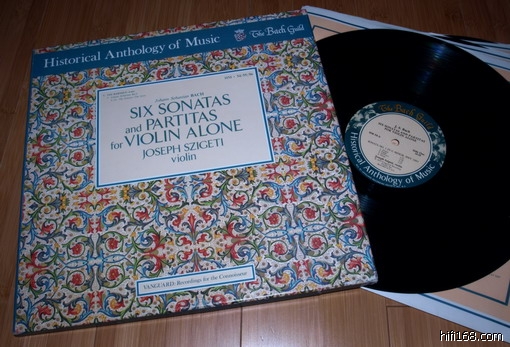 Historical Anthology of Music
The Bach Guild
Johann Sebastian BACH
SIX SONATAS
and PARTITAS
for VIOLIN ALONE
JOSEPH SZIGETI
violin
VANGUARD-Recordings for the Connoisseur
The Bach Guild
Historical Anthology of Music
hifi168.com